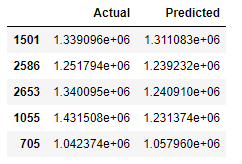 Actual Predicted
1501 1.339096e+06 1.311083e+06
2586 1.251794e+06 1.239232e+06
2653 1.340095e+06 1.240910e+06
1055 1.431508e+06 1.231374e+06
705 1.042374e+06 1.057960e+06